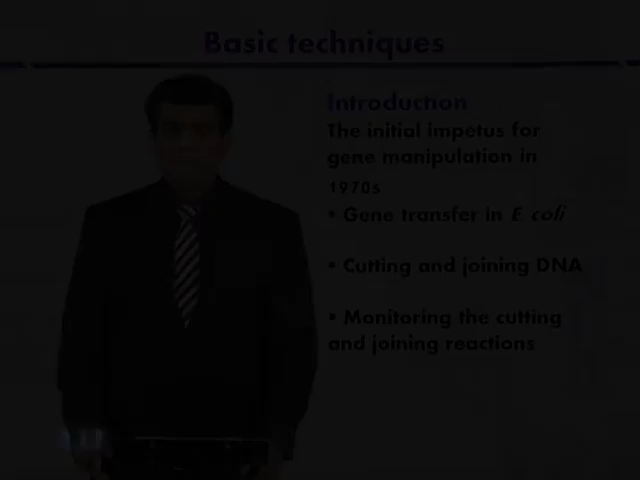 Basic techniques
Introduction
The initial impetus for
gene manipulation in
1970s
• Gene transfer in E coli
• Cutting and joining DNA
• Monitoring the cutting
and joining reactions